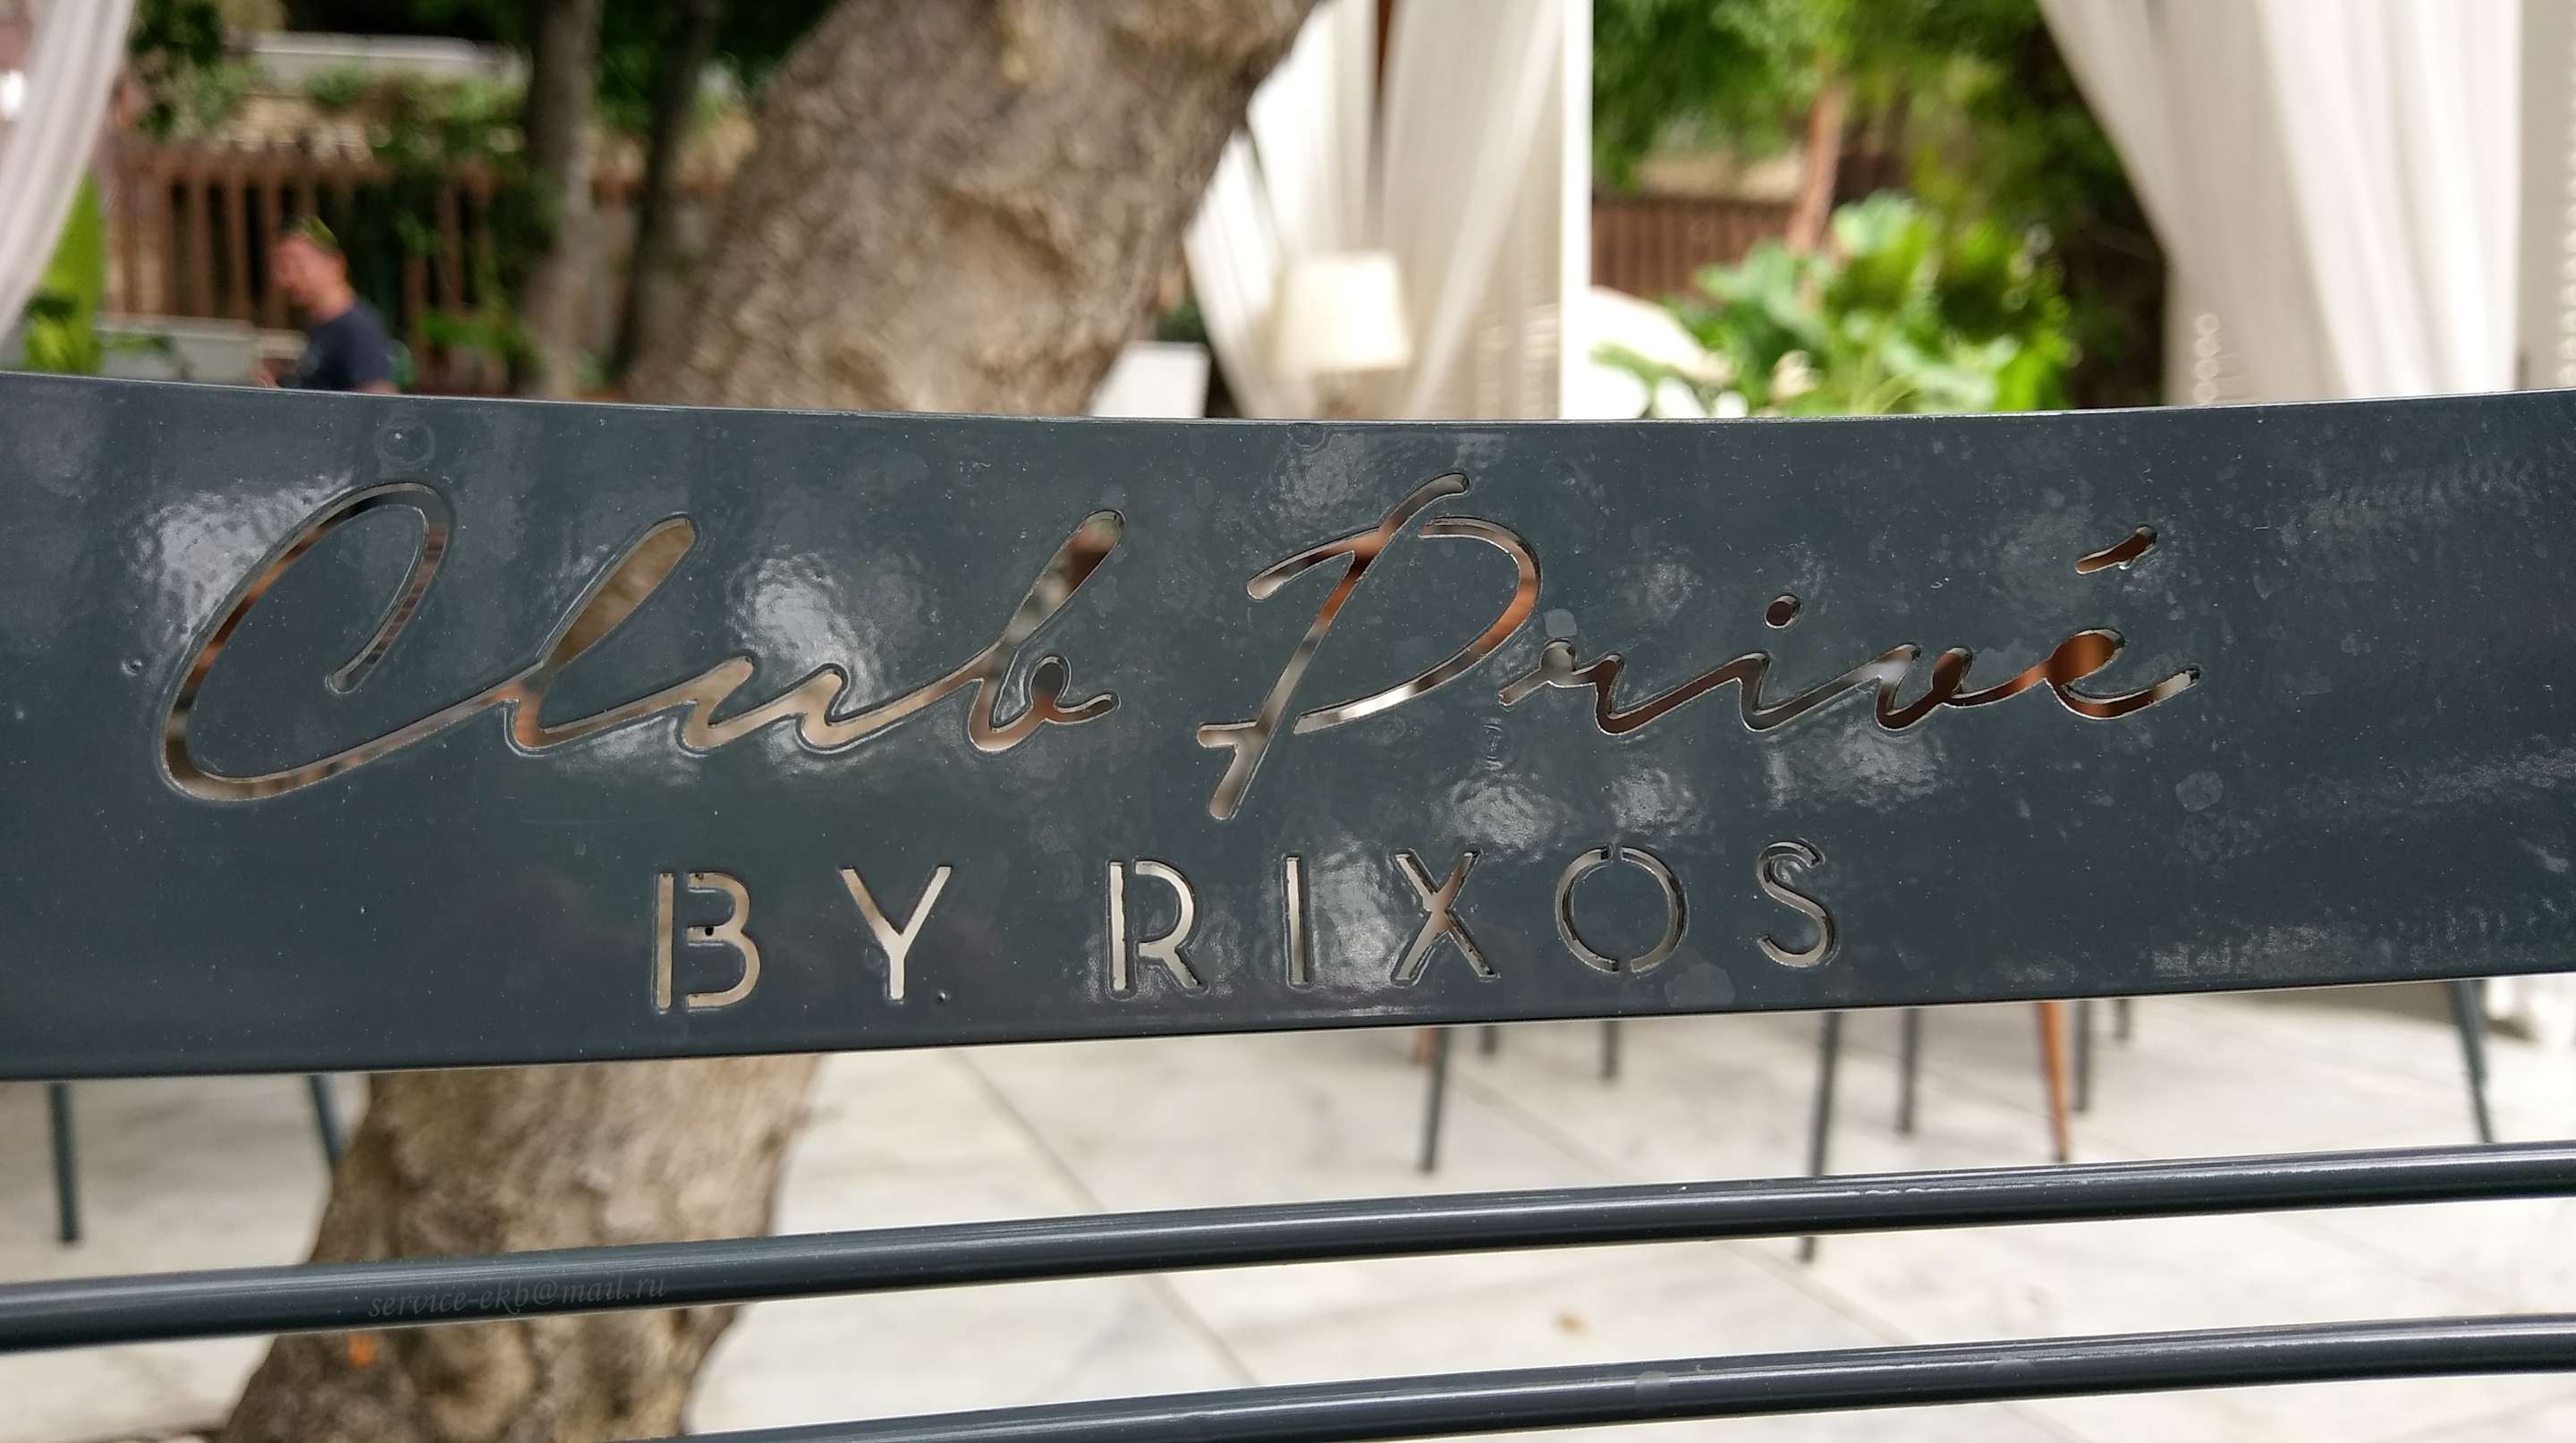 Club Privé
BY RIXOS
service-ekb@mail.ru